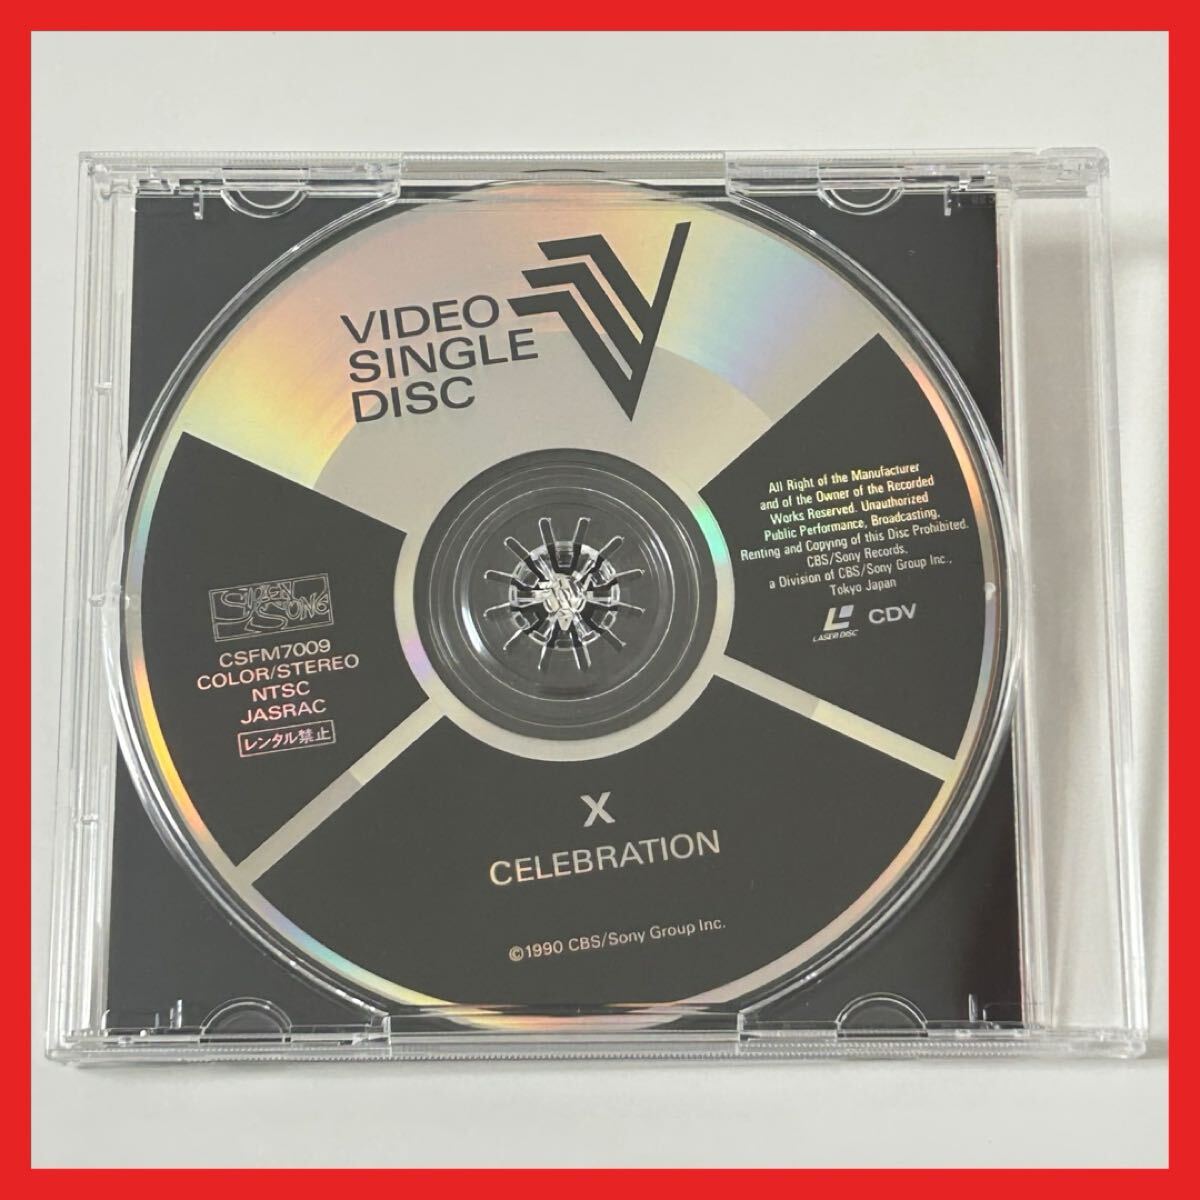 VIDEO
SINGLE
DISC
All Right of the Manufacturer
and of the Owner of the Recorded
Works Reserved. Unauthorized
Public Performance, Broadcasting,
Renting and Copying of this Disc Prohibited.
CBS/Sony Records,
a Division of CBS/Sony Group Inc.,
Tokyo Japan
LASER DISC
CDV
SIREN
SONG
CSFM7009
COLOR/STEREO
NTSC
JASRAC
レンタル禁止
X
CELEBRATION
©1990 CBS/Sony Group Inc.